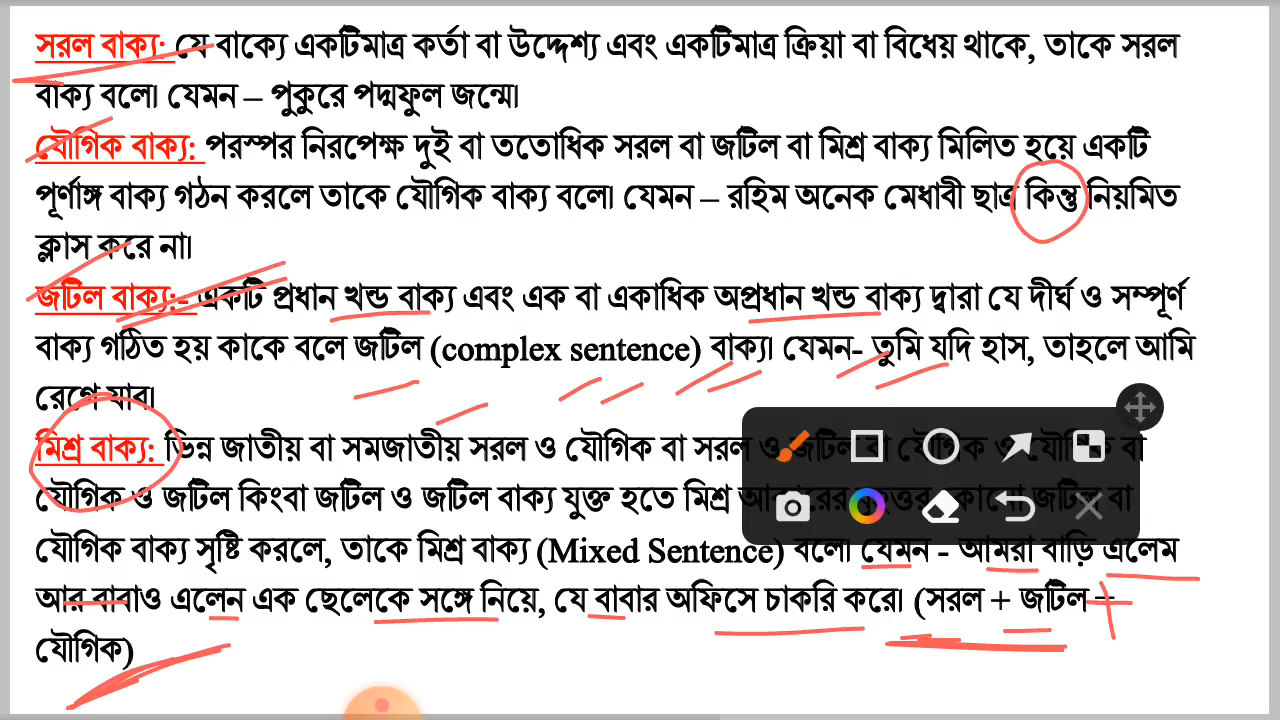 সরল বাক্য: যে বাক্যে একটিমাত্র কর্তা বা উদ্দেশ্য এবং একটিমাত্র ক্রিয়া বা বিধেয় থাকে, তাকে সরল
বাক্য বলে। যেমন – পুকুরে পদ্মফুল জন্মে।
যৌগিক বাক্য: পরস্পর নিরপেক্ষ দুই বা ততোধিক সরল বা জটিল বা মিশ্র বাক্য মিলিত হয়ে একটি
পূর্ণাঙ্গ বাক্য গঠন করলে তাকে যৌগিক বাক্য বলে। যেমন – রহিম অনেক মেধাবী ছাত্র কিন্তু নিয়মিত
ক্লাস করে না।
জটিল বাক্য:- একটি প্রধান খন্ড বাক্য এবং এক বা একাধিক অপ্রধান খন্ড বাক্য দ্বারা যে দীর্ঘ ও সম্পূর্ণ
বাক্য গঠিত হয় কাকে বলে জটিল (complex sentence) বাক্য। যেমন- তুমি যদি হাস, তাহলে আমি
রেগে যাব।
মিশ্র বাক্য: ভিন্ন জাতীয় বা সমজাতীয় সরল ও যৌগিক বা সরল ও জটিল বা যৌগিক ও যৌগিক বা
যৌগিক ও জটিল কিংবা জটিল ও জটিল বাক্য যুক্ত হতে মিশ্র জটিল বা
যৌগিক বাক্য সৃষ্টি করলে, তাকে মিশ্র বাক্য (Mixed Sentence) বলে। যেমন - আমরা বাড়ি এলেম
আর বাবাও এলেন এক ছেলেকে সঙ্গে নিয়ে, যে বাবার অফিসে চাকরি করে। (সরল + জটিল +
যৌগিক)